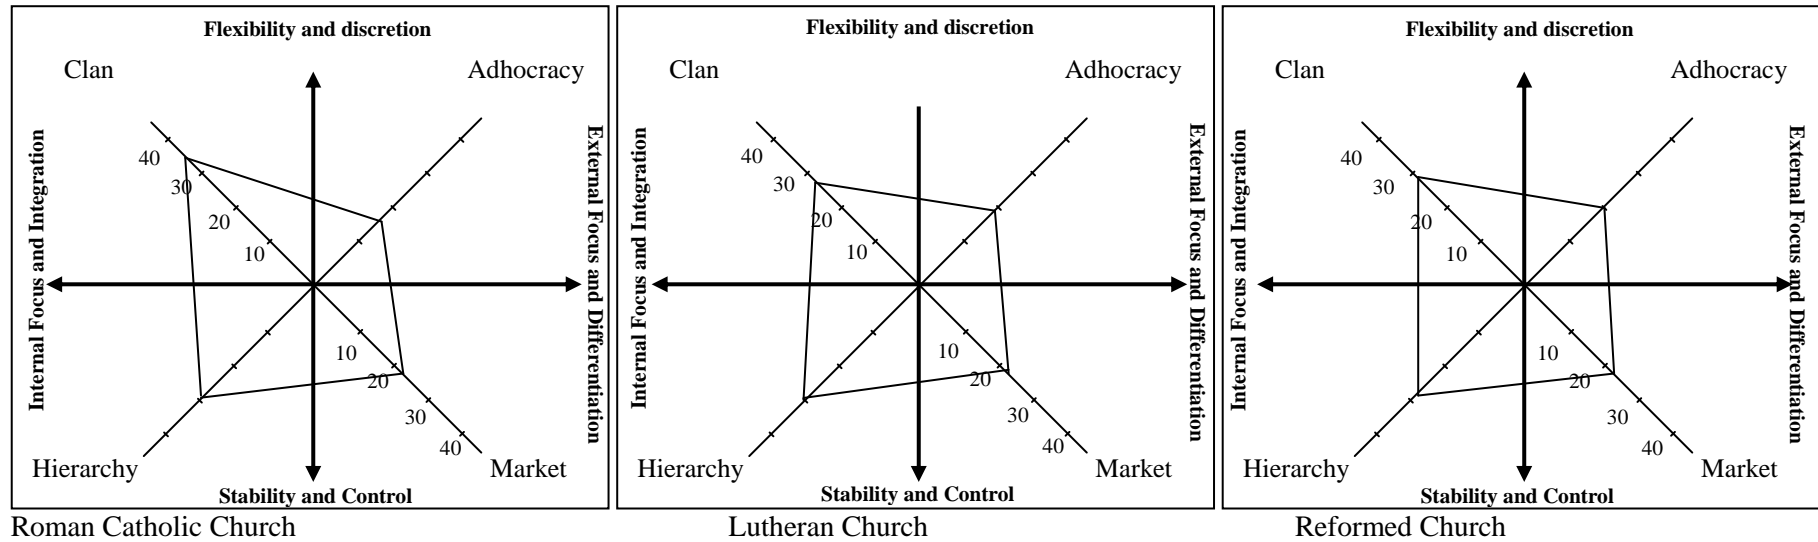 Flexibility and discretion
Clan
Adhocracy
Internal Focus and Integration
External Focus and Differentiation
40
30
20
10
10
20
30
40
Hierarchy
Market
Stability and Control
Roman Catholic Church
Flexibility and discretion
Clan
Adhocracy
Internal Focus and Integration
External Focus and Differentiation
40
30
20
10
10
20
30
40
Hierarchy
Market
Stability and Control
Lutheran Church
Flexibility and discretion
Clan
Adhocracy
Internal Focus and Integration
External Focus and Differentiation
40
30
20
10
10
20
30
40
Hierarchy
Market
Stability and Control
Reformed Church